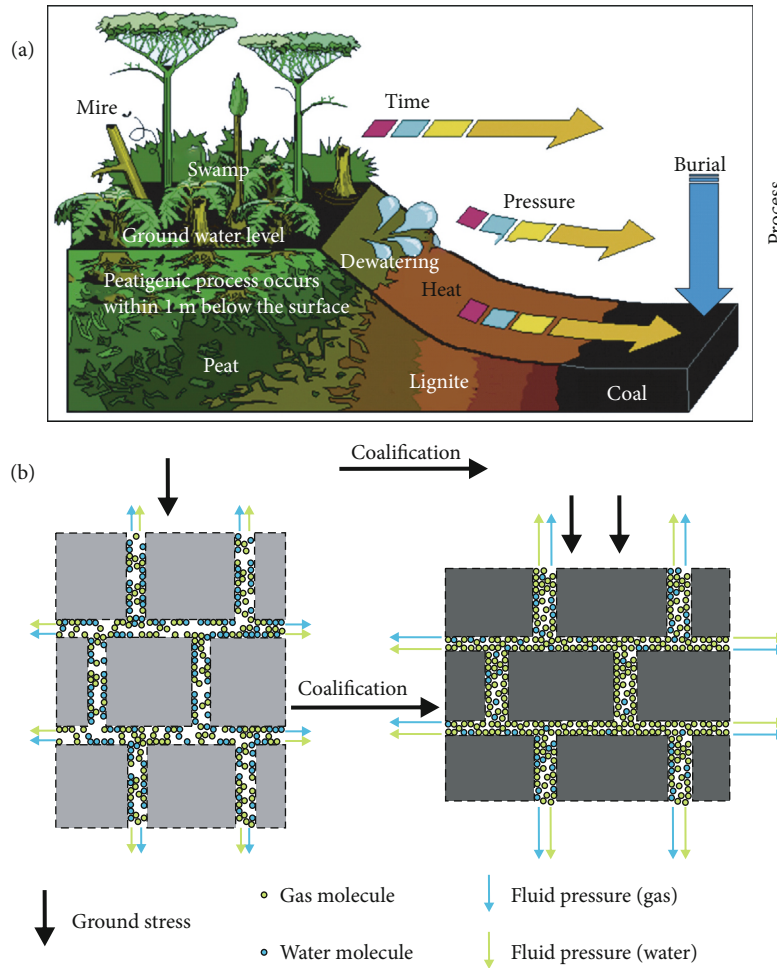 (a)
Time
Mire
Burial
Swamp
Pressure
Process
Ground water level
Dewatering
Peatigenic process occurs
within 1 m below the surface
Heat
Peat
Lignite
Coal
(b)
Coalification
Coalification
Ground stress
Gas molecule
Water molecule
Fluid pressure (gas)
Fluid pressure (water)